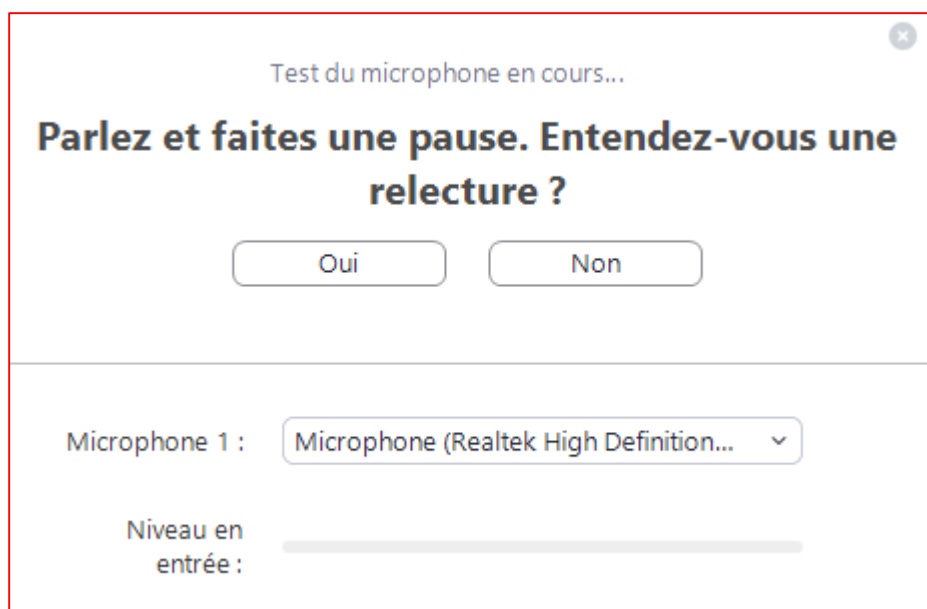 Test du microphone en cours...
Parlez et faites une pause. Entendez-vous une
relecture ?
Oui
Non
Microphone 1 :
Microphone (Realtek High Definition...
Niveau en
entrée :